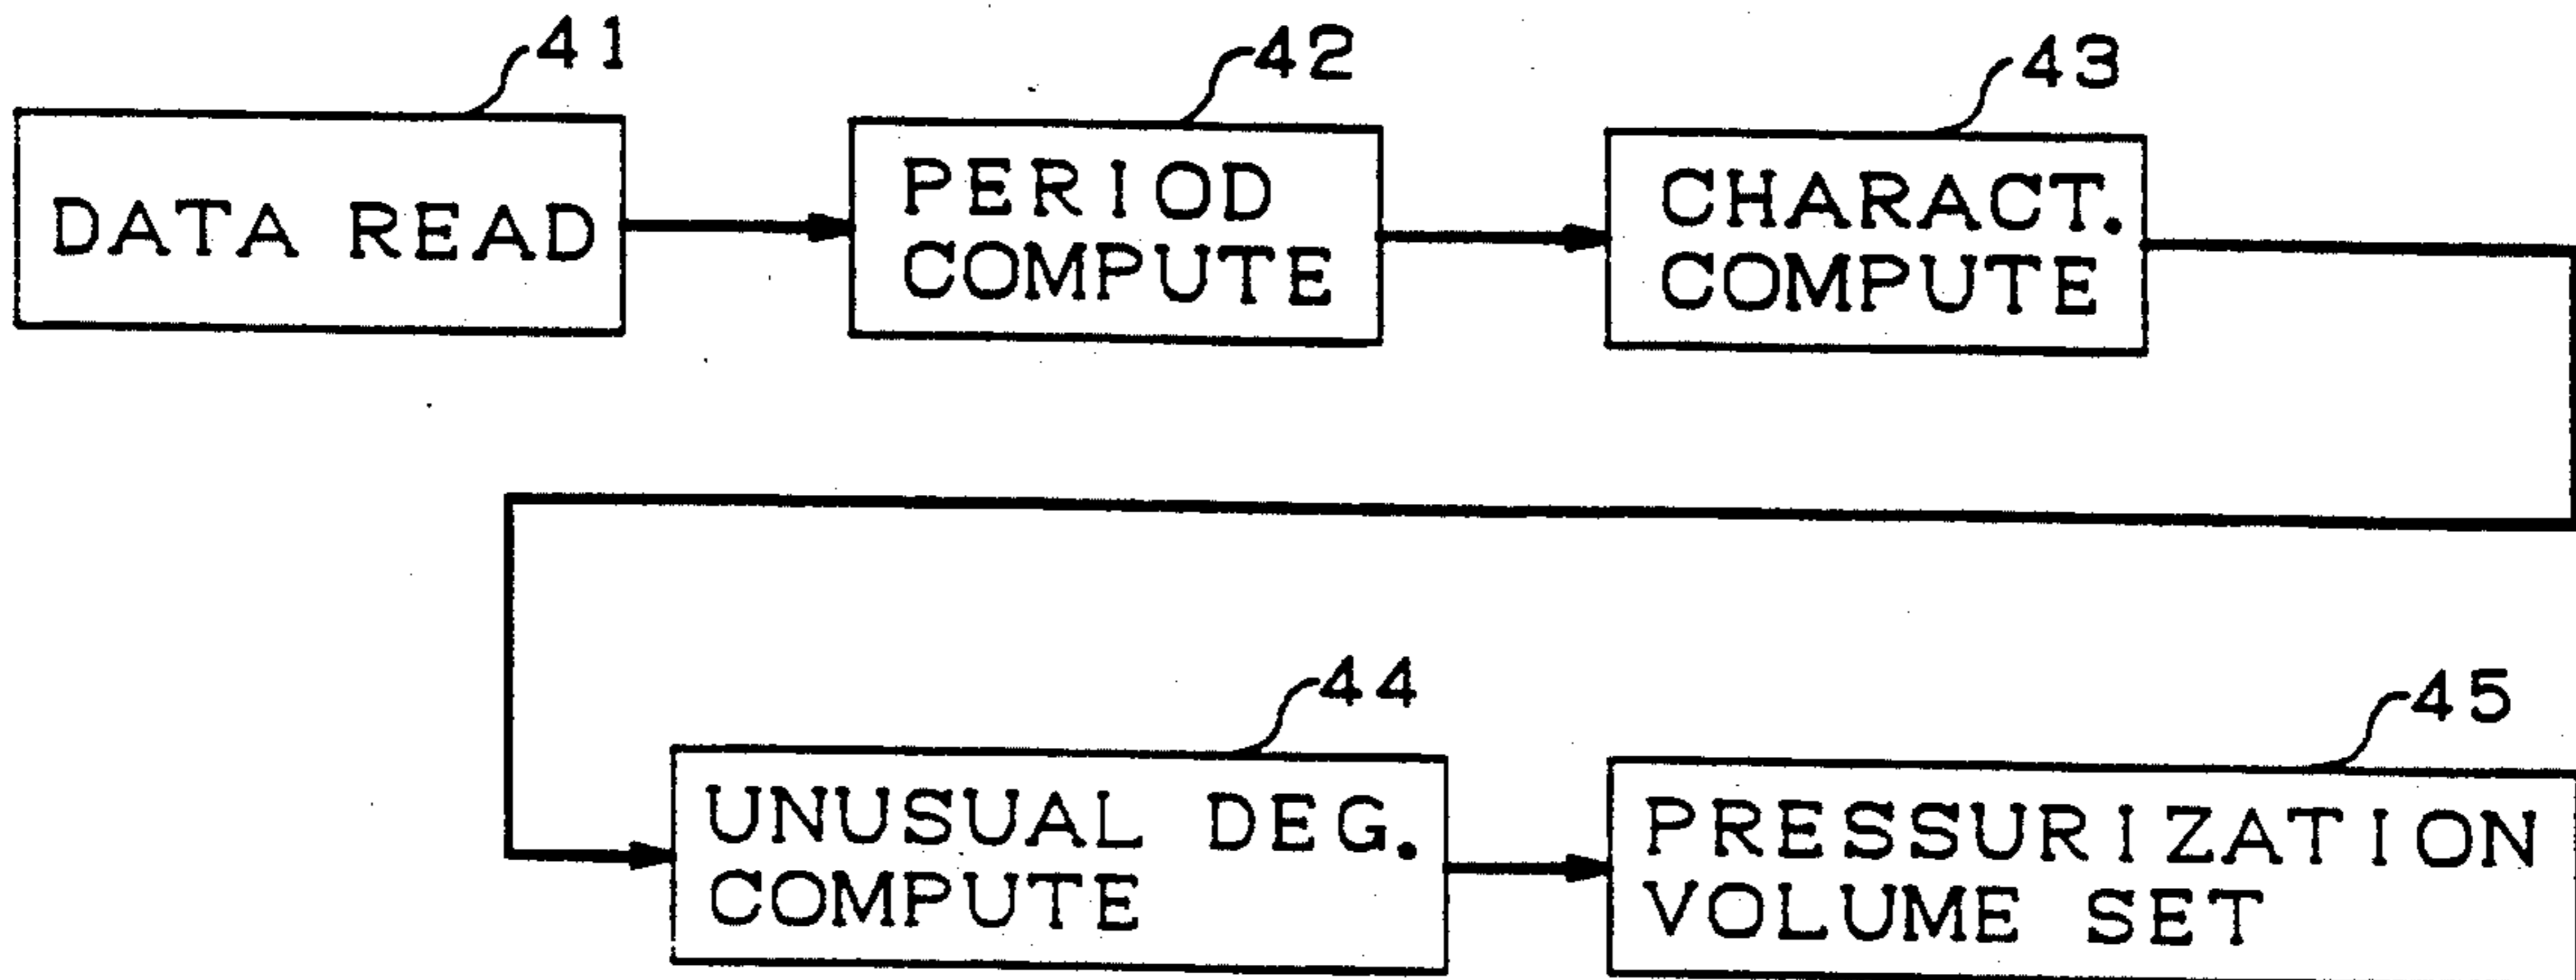 41
42
43
DATA READ
PERIOD
COMPUTE
CHARACT.
COMPUTE
44
45
UNUSUAL DEG.
COMPUTE
PRESSURIZATION
VOLUME SET